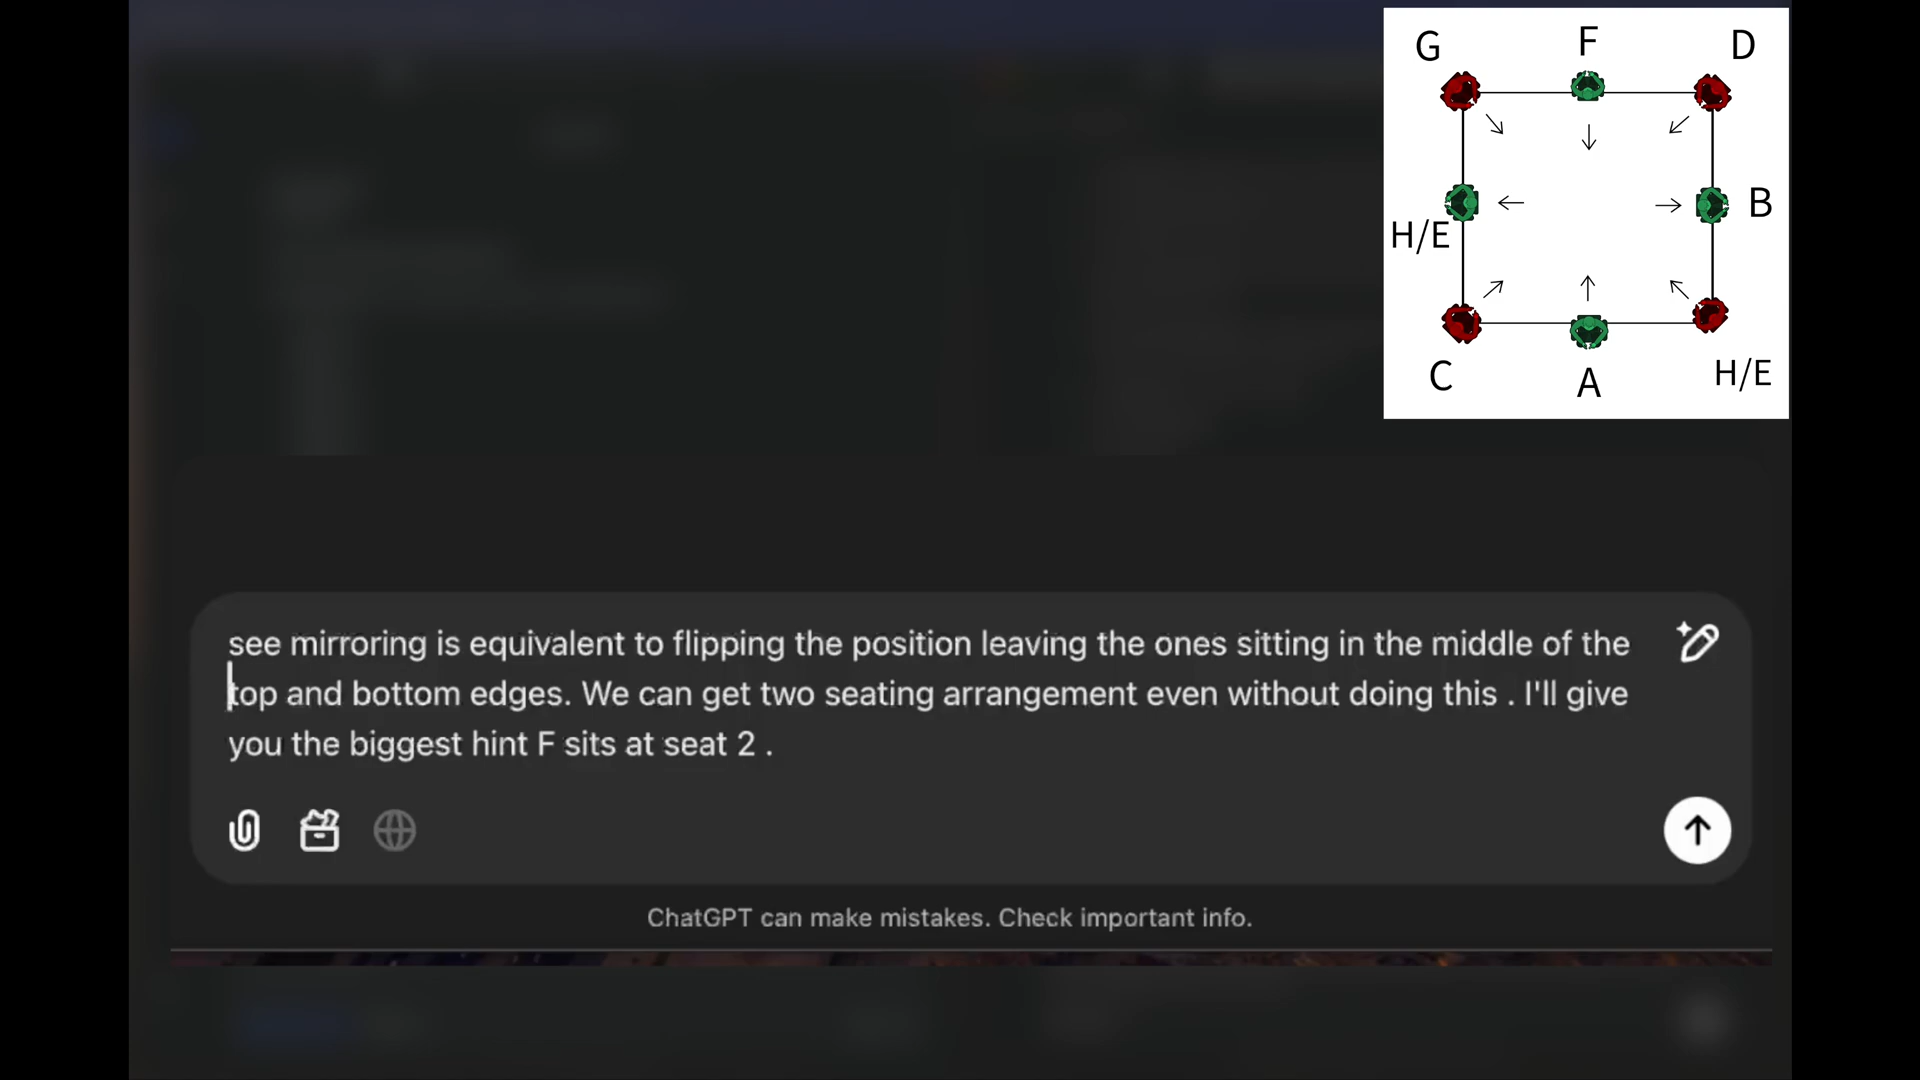 G F D
H/E B
C A H/E
see mirroring is equivalent to flipping the position leaving the ones sitting in the middle of the
top and bottom edges. We can get two seating arrangement even without doing this . I'll give
you the biggest hint F sits at seat 2 .
ChatGPT can make mistakes. Check important info.